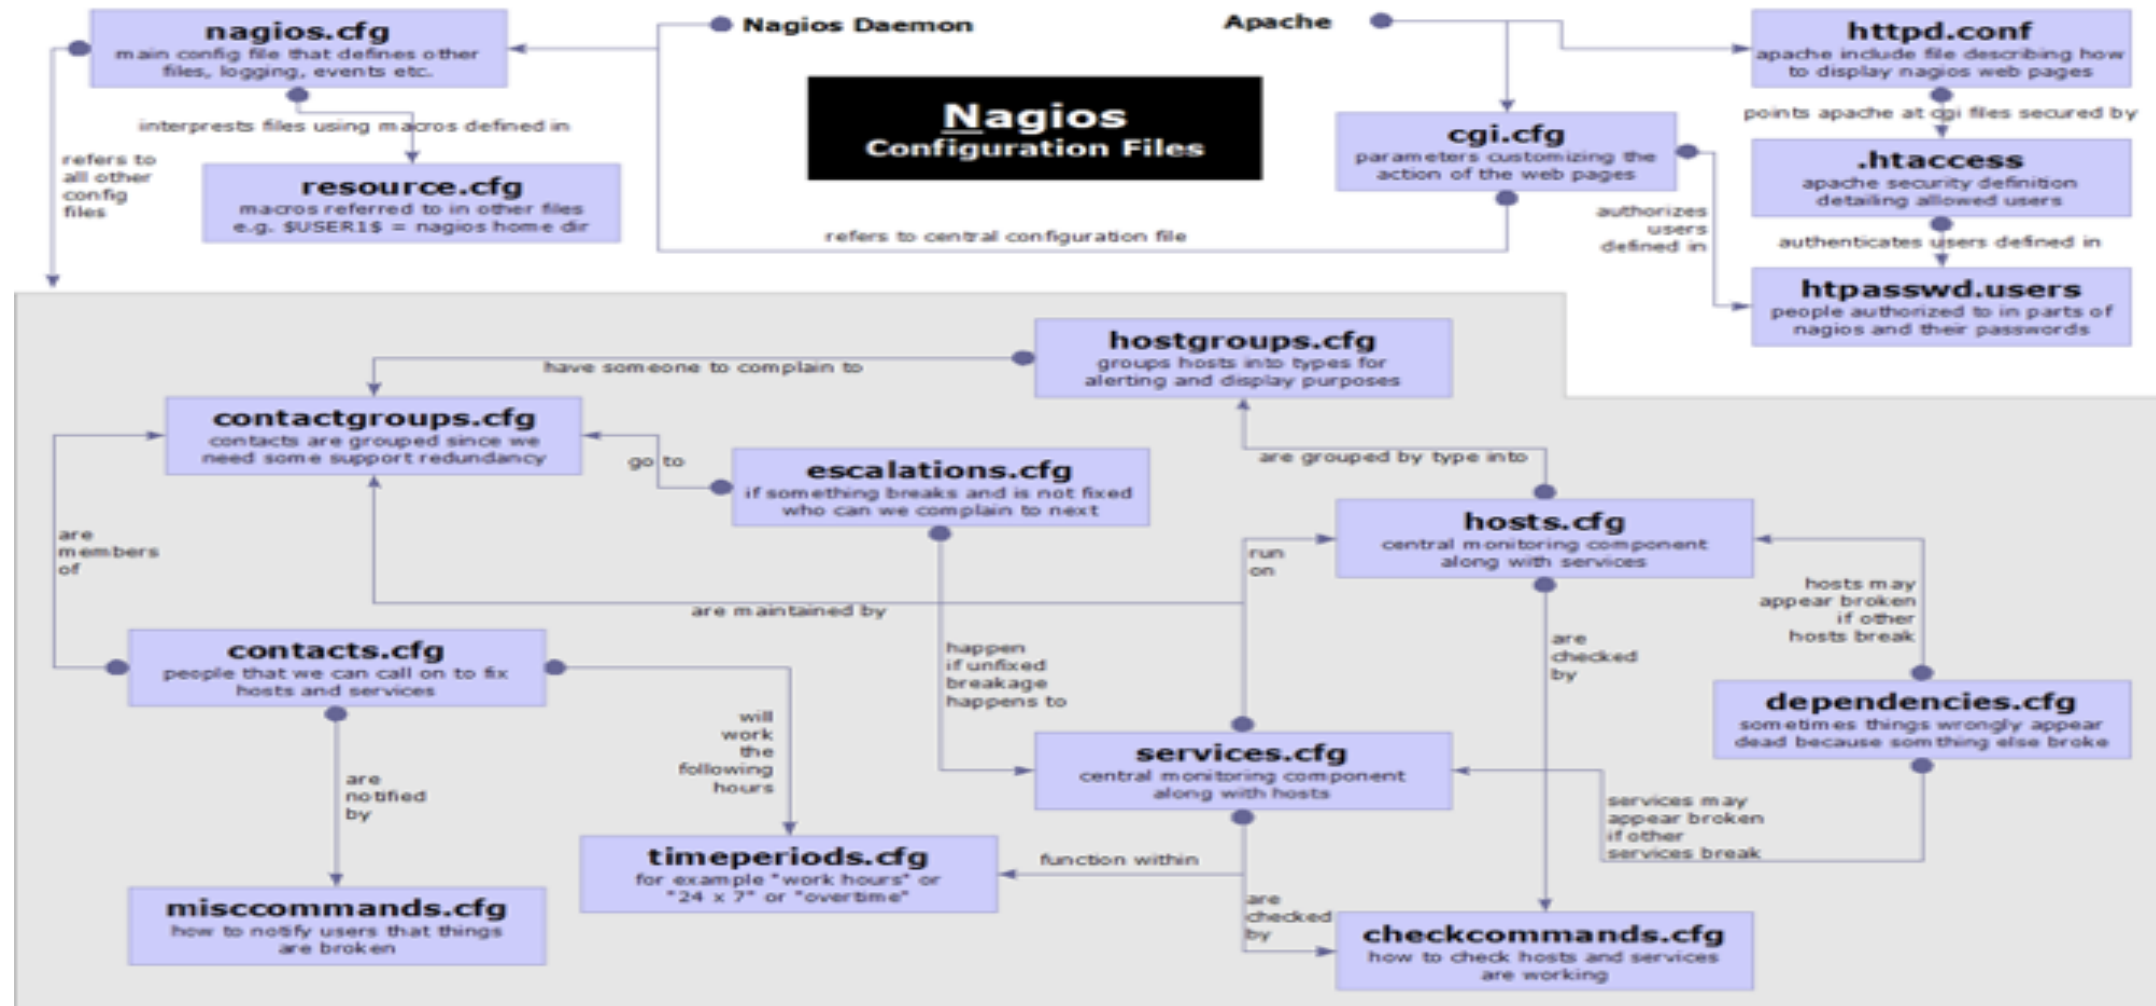 Nagios Daemon
Apache
nagios.cfg
main config file that defines other
files, logging, events etc.
httpd.conf
apache include file describing how
to display nagios web pages
Nagios
Configuration Files
interprests files using macros defined in
points apache at cgi files secured by
cgi.cfg
parameters customizing the
action of the web pages
refers to
all other
config
files
resource.cfg
macros referred to in other files
e.g. $USER1$ = nagios home dir
.htaccess
apache security definition
detailing allowed users
refers to central configuration file
authorizes
users
defined in
authenticates users defined in
htpasswd.users
people authorized to in parts of
nagios and their passwords
hostgroups.cfg
groups hosts into types for
alerting and display purposes
have someone to complain to
contactgroups.cfg
contacts are grouped since we
need some support redundancy
go to
escalations.cfg
if something breaks and is not fixed
who can we complain to next
are grouped by type into
hosts.cfg
central monitoring component
along with services
are
members
of
run
on
are maintained by
hosts may
appear broken
if other
hosts break
contacts.cfg
people that we can call on to fix
hosts and services
happen
if unfixed
breakage
happens to
are
checked
by
dependencies.cfg
sometimes things wrongly appear
dead because somthing else broke
will
work
the
following
hours
services.cfg
central monitoring component
along with hosts
are
notified
by
services may
appear broken
if other
services break
timeperiods.cfg
for example "work hours" or
"24 x 7" or "overtime"
function within
are
checked
by
misccommands.cfg
how to notify users that things
are broken
checkcommands.cfg
how to check hosts and services
are working